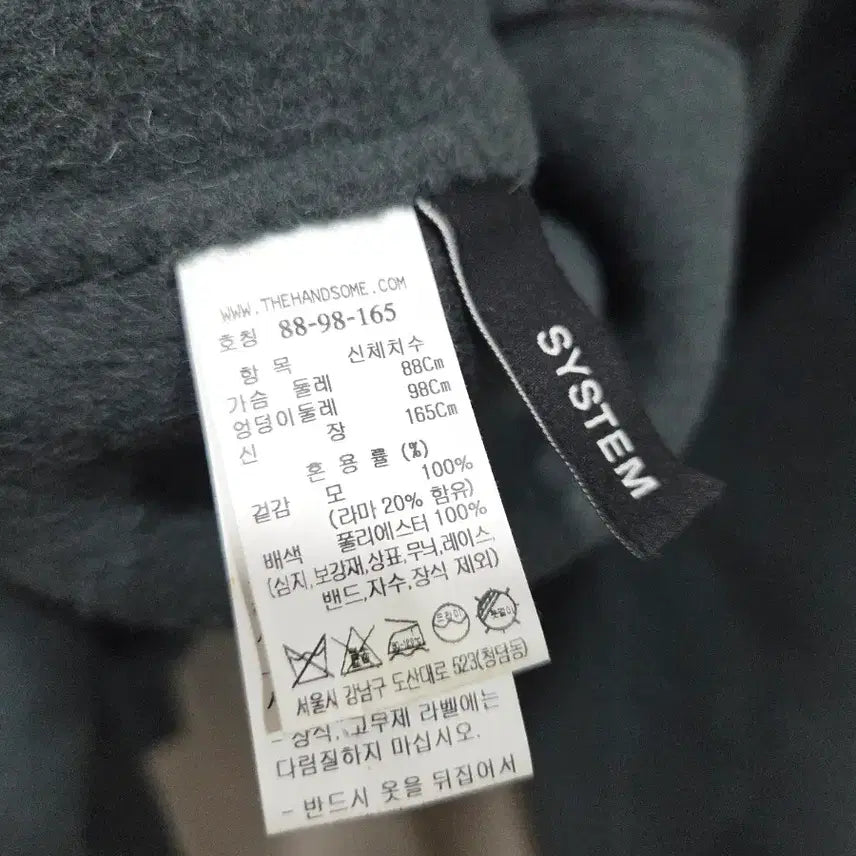 WWW.THEHANDSOME.COM
호칭 88-98-165
항 목 신체치수
가슴 둘레 88Cm
엉덩이둘레 98Cm
신 장 165Cm
혼 용 률 (%)
겉감 모 100%
(라마 20% 함유)
배색 폴리에스터 100%
(심지,보강재,상표,무늬,레이스,
밴드,자수,장식 제외)
드라이
서울시 강남구 도산대로 523(청담동)
- 장식, 고무제 라벨에는
다림질하지 마십시오.
- 반드시 옷을 뒤집어서
SYSTEM